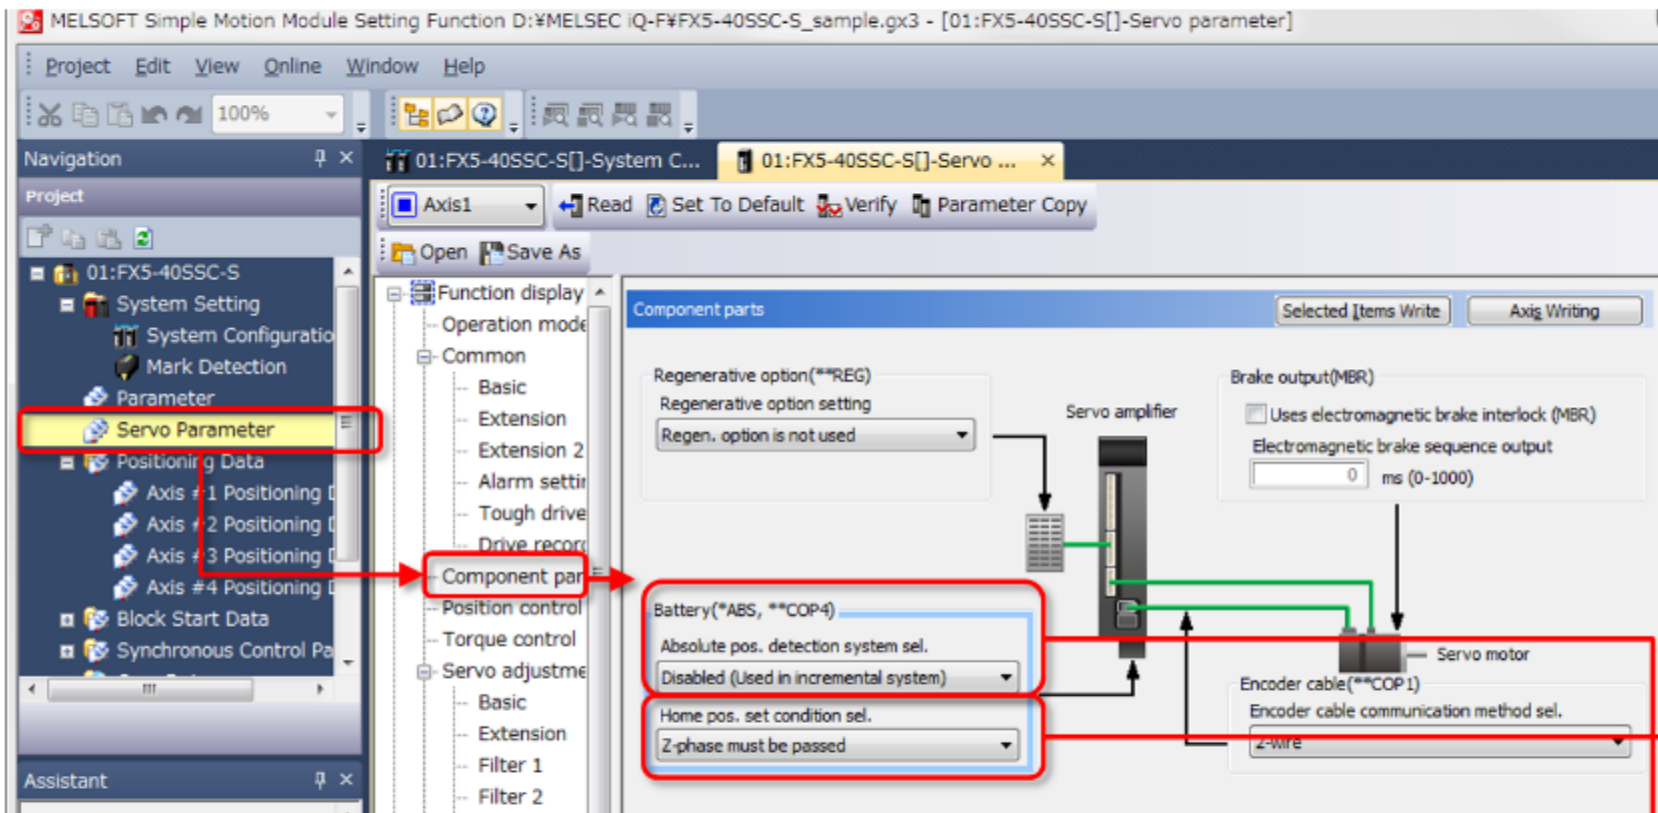 MELSOFT Simple Motion Module Setting Function D:¥MELSEC iQ-F¥FX5-40SSC-S_sample.gx3 - [01:FX5-40SSC-S[]-Servo parameter]
Project Edit View Online Window Help
100%
Navigation
Project
01:FX5-40SSC-S
System Setting
System Configuratio
Mark Detection
Parameter
Servo Parameter
Positioning Data
Axis #1 Positioning D
Axis #2 Positioning D
Axis #3 Positioning D
Axis #4 Positioning D
Block Start Data
Synchronous Control Pa
Assistant
01:FX5-40SSC-S[]-System C...
01:FX5-40SSC-S[]-Servo ...
Axis1
Read Set To Default Verify Parameter Copy
Open Save As
Function display
Operation mode
Common
Basic
Extension
Extension 2
Alarm settin
Tough drive
Drive record
Component par
Position control
Torque control
Servo adjustme
Basic
Extension
Filter 1
Filter 2
Component parts
Selected Items Write
Axis Writing
Regenerative option(**REG)
Regenerative option setting
Regen. option is not used
Servo amplifier
Brake output(MBR)
Uses electromagnetic brake interlock (MBR)
Electromagnetic brake sequence output
0 ms (0-1000)
Battery(*ABS, **COP4)
Absolute pos. detection system sel.
Disabled (Used in incremental system)
Home pos. set condition sel.
Z-phase must be passed
Servo motor
Encoder cable(**COP1)
Encoder cable communication method sel.
2-wire